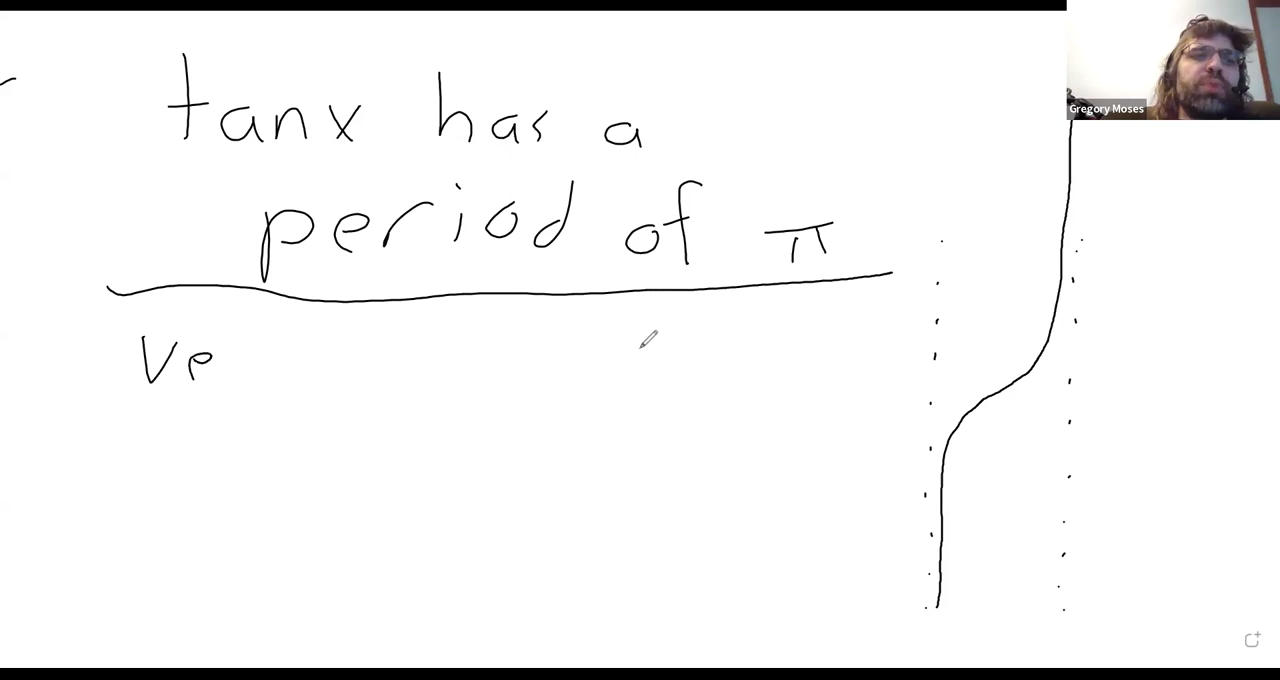 tanx has a
period of π
ve
Gregory Moses